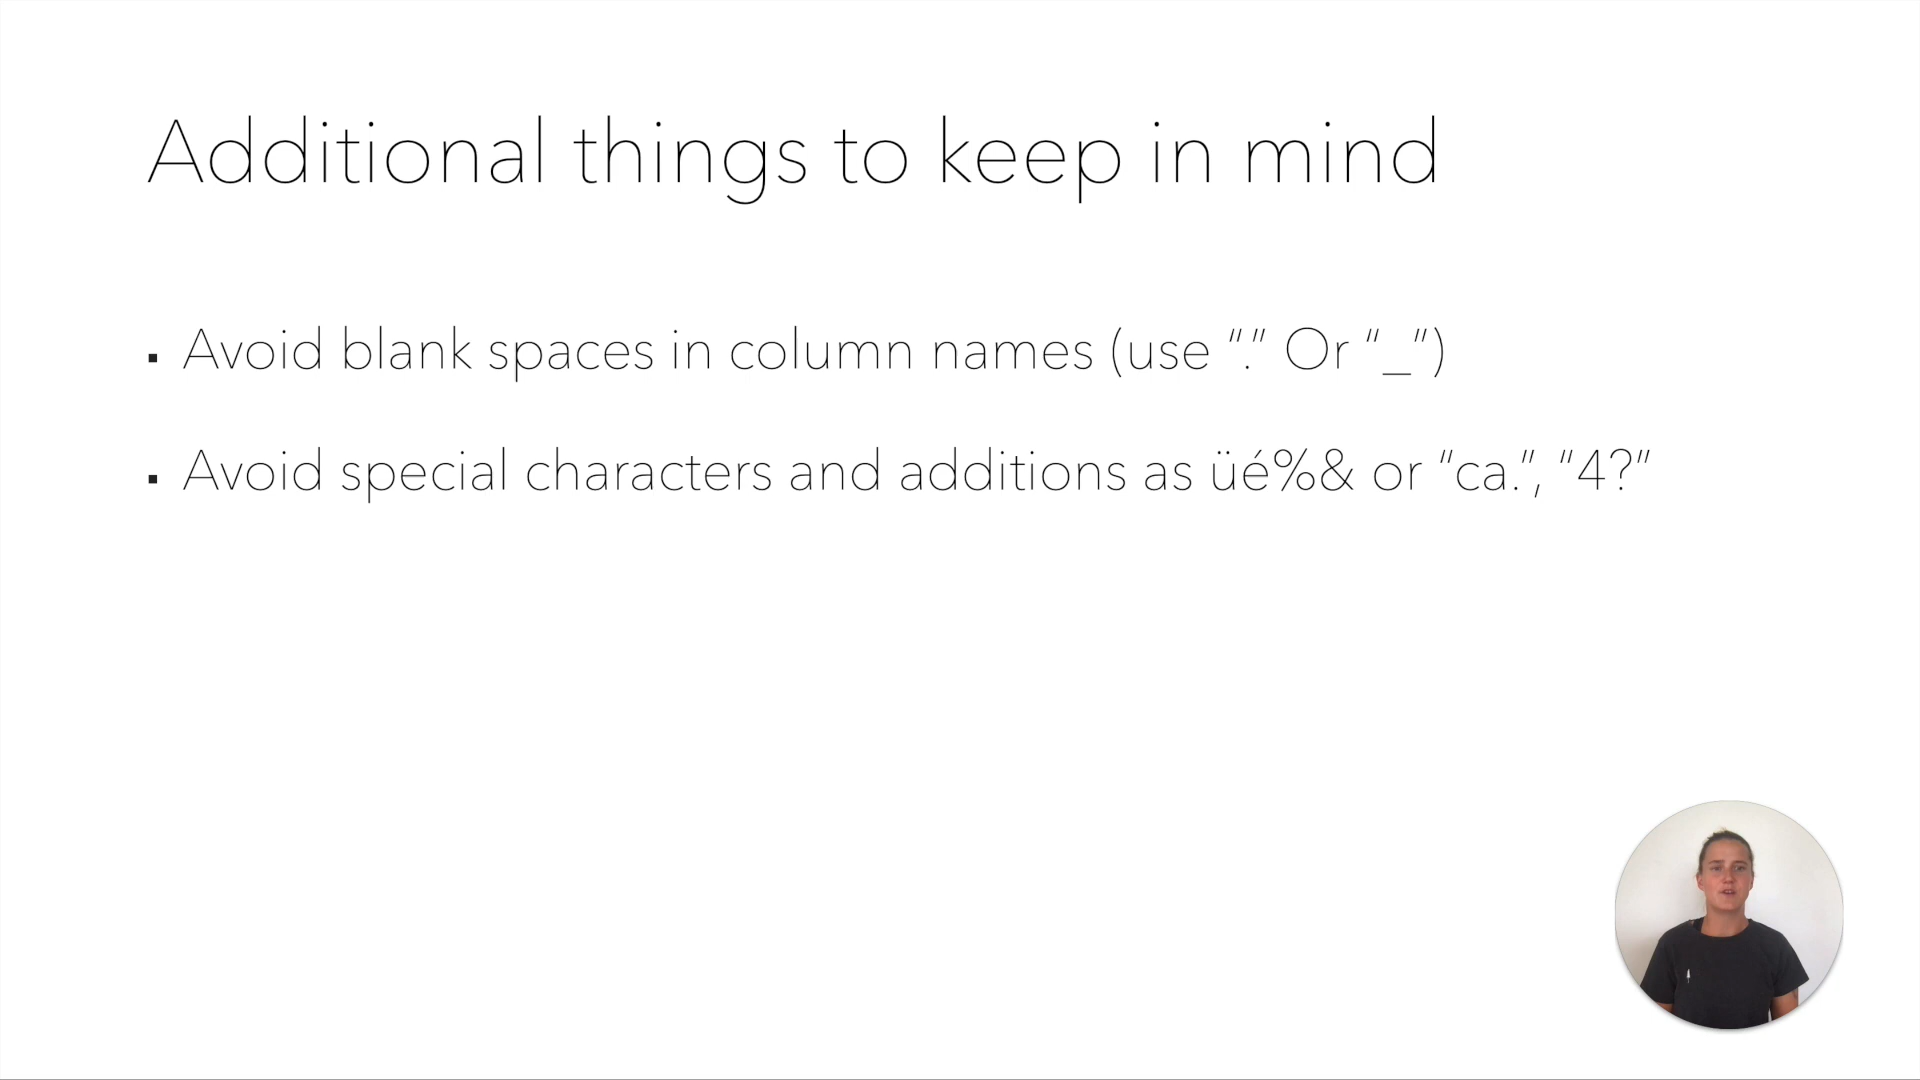 Additional things to keep in mind
▪ Avoid blank spaces in column names (use “.” Or “_”)
▪ Avoid special characters and additions as üé%& or “ca.”, “4?”